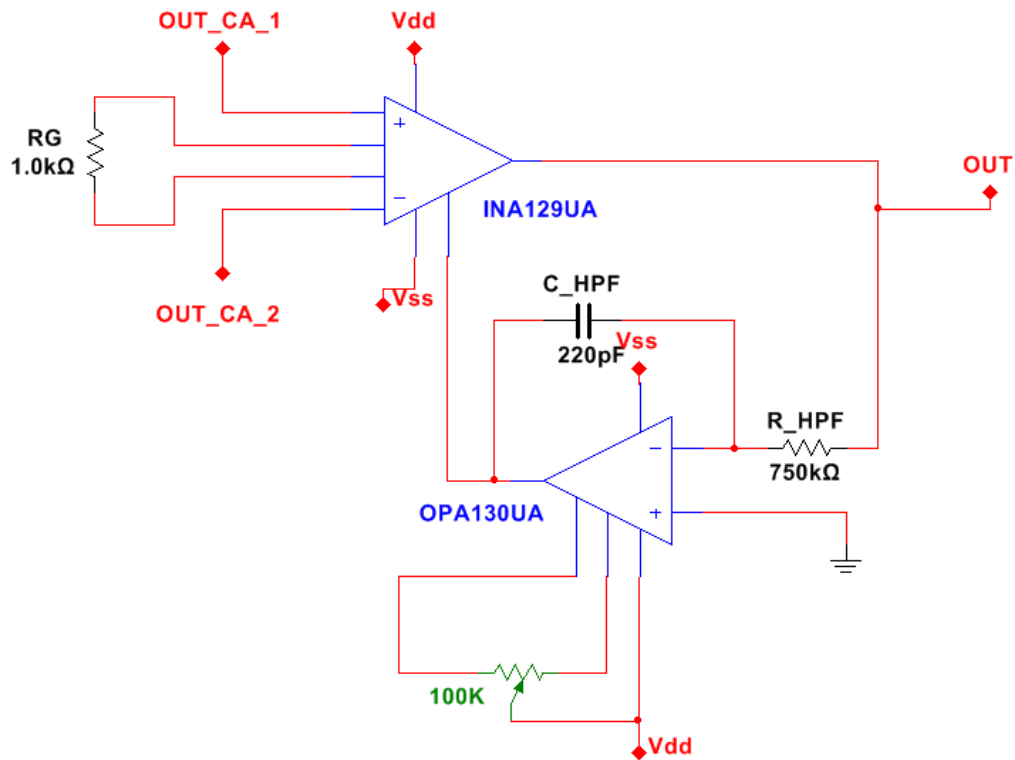 OUT_CA_1
Vdd
+
RG
1.0kΩ
−
INA129UA
OUT
OUT_CA_2
Vss
C_HPF
220pF
Vss
R_HPF
750kΩ
−
OPA130UA
+
100K
Vdd